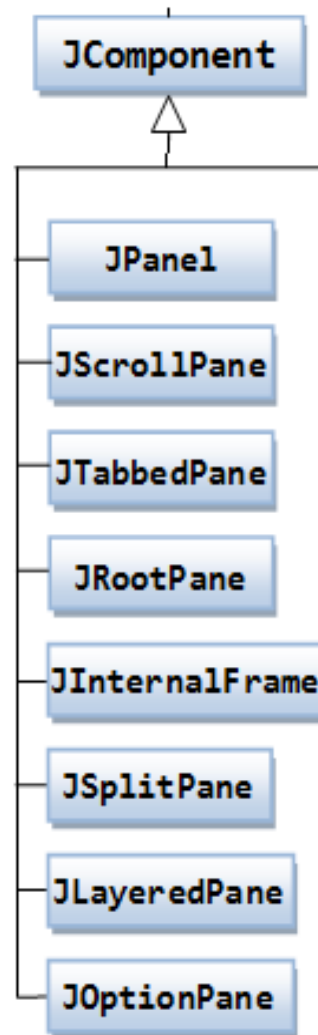 JComponent
JPanel
JScrollPane
JTabbedPane
JRootPane
JInternalFrame
JSplitPane
JLayeredPane
JOptionPane